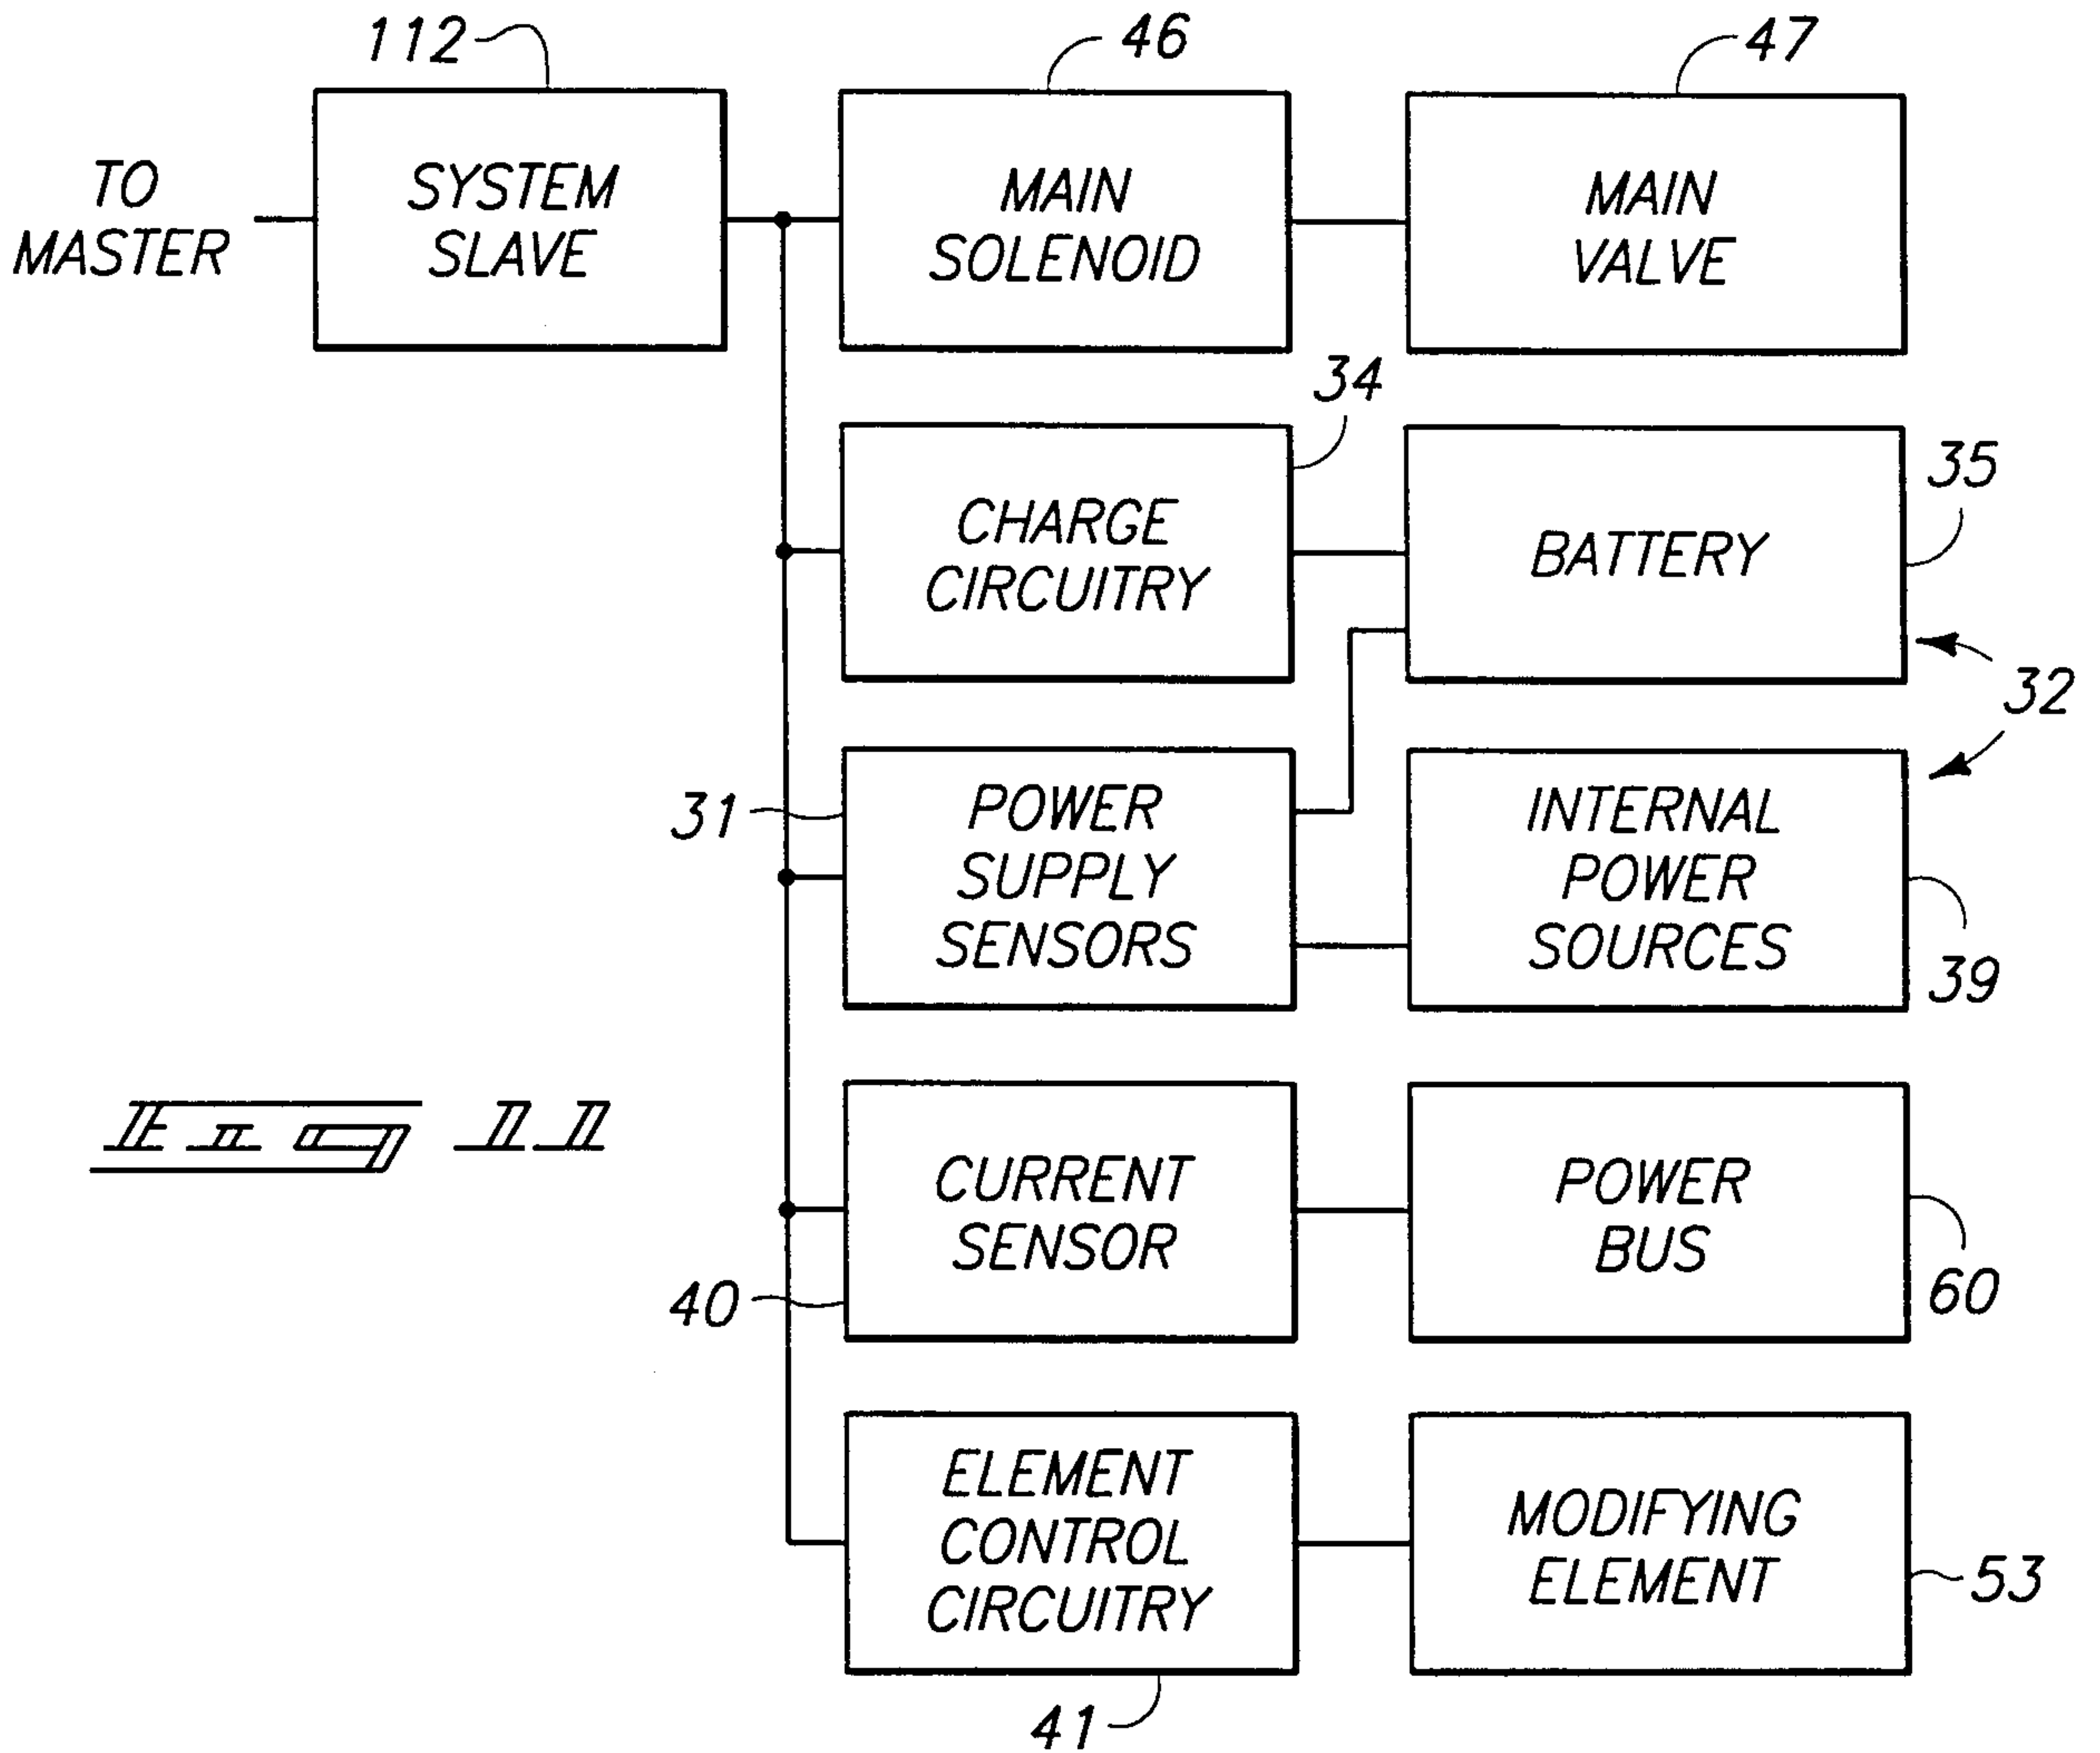 112
46
47
TO
MASTER
SYSTEM
SLAVE
MAIN
SOLENOID
MAIN
VALVE
34
CHARGE
CIRCUITRY
BATTERY
35
32
31
POWER
SUPPLY
SENSORS
INTERNAL
POWER
SOURCES
39
Fig 11
CURRENT
SENSOR
40
POWER
BUS
60
ELEMENT
CONTROL
CIRCUITRY
41
MODIFYING
ELEMENT
53